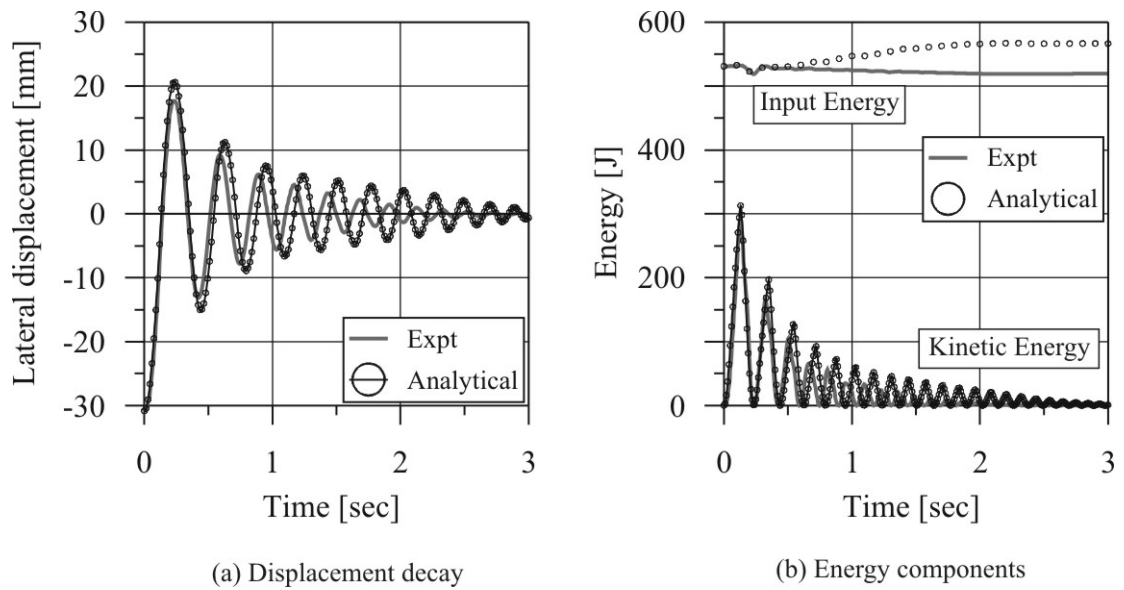 30
20
10
0
-10
-20
-30
Lateral displacement [mm]
Expt
Analytical
0 1 2 3
Time [sec]
(a) Displacement decay
600
400
200
0
Energy [J]
Input Energy
Expt
Analytical
Kinetic Energy
0 1 2 3
Time [sec]
(b) Energy components